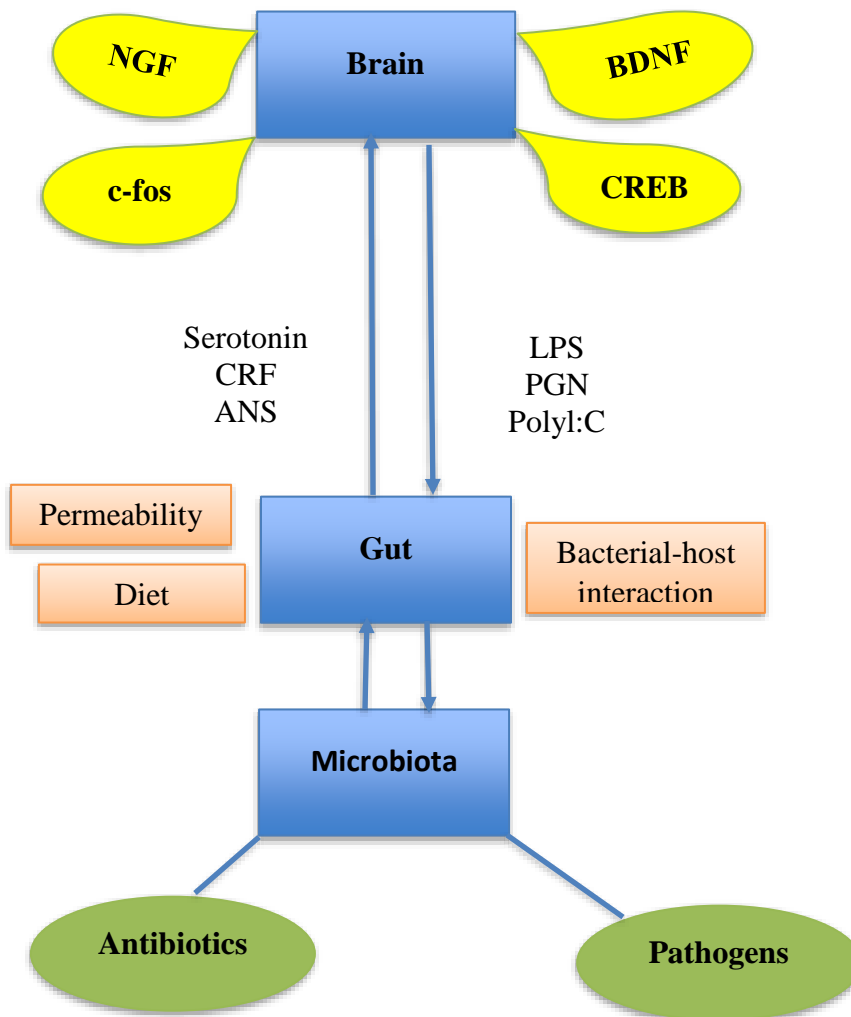 NGF
Brain
BDNF
c-fos
CREB
Serotonin
CRF
ANS
LPS
PGN
Polyl:C
Permeability
Diet
Gut
Bacterial-host
interaction
Microbiota
Antibiotics
Pathogens